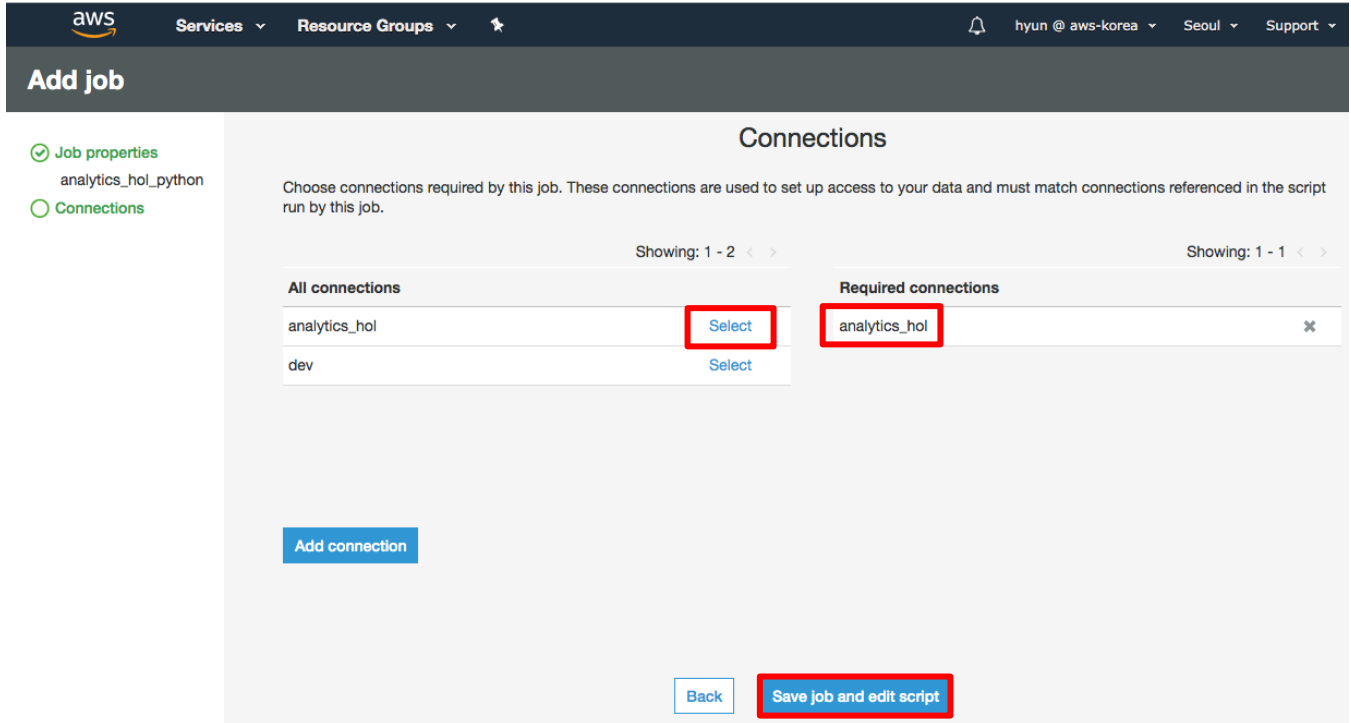 aws Services Resource Groups hyun @ aws-korea Seoul Support
Add job
Job properties
analytics_hol_python
Connections
Connections
Choose connections required by this job. These connections are used to set up access to your data and must match connections referenced in the script
run by this job.
Showing: 1 - 2 < >
All connections
analytics_hol Select
dev Select
Showing: 1 - 1 < >
Required connections
analytics_hol ✖
Add connection
Back Save job and edit script